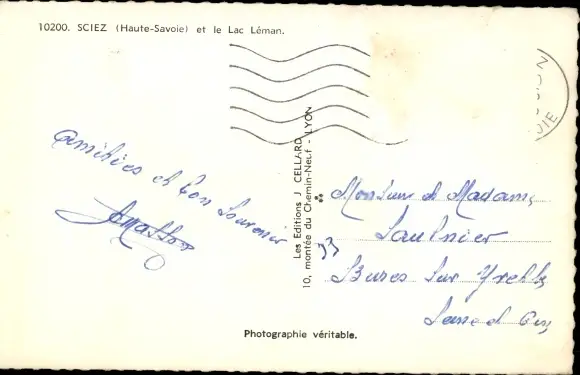 10200. SCIEZ (Haute-Savoie) et le Lac Léman.
Amitiés et bon souvenir
Les Editions J CELLARD
10, montée du Chemin-Neuf - LYON
Monsieur et Madame
Saulnier
33
Bures sur Yvette
Seine et Oise
Photographie véritable.